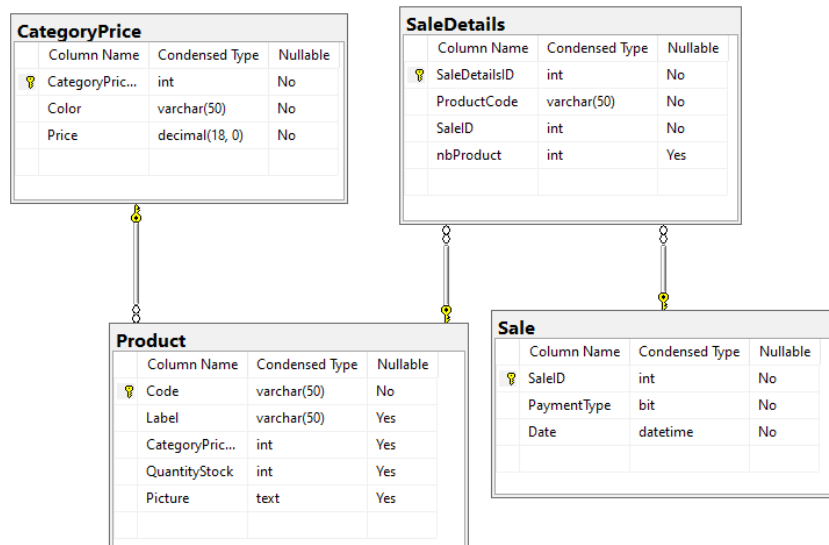 CategoryPrice
Column Name Condensed Type Nullable
CategoryPric... int No
Color varchar(50) No
Price decimal(18, 0) No
SaleDetails
Column Name Condensed Type Nullable
SaleDetailsID int No
ProductCode varchar(50) No
SaleID int No
nbProduct int Yes
Product
Column Name Condensed Type Nullable
Code varchar(50) No
Label varchar(50) Yes
CategoryPric... int Yes
QuantityStock int Yes
Picture text Yes
Sale
Column Name Condensed Type Nullable
SaleID int No
PaymentType bit No
Date datetime No